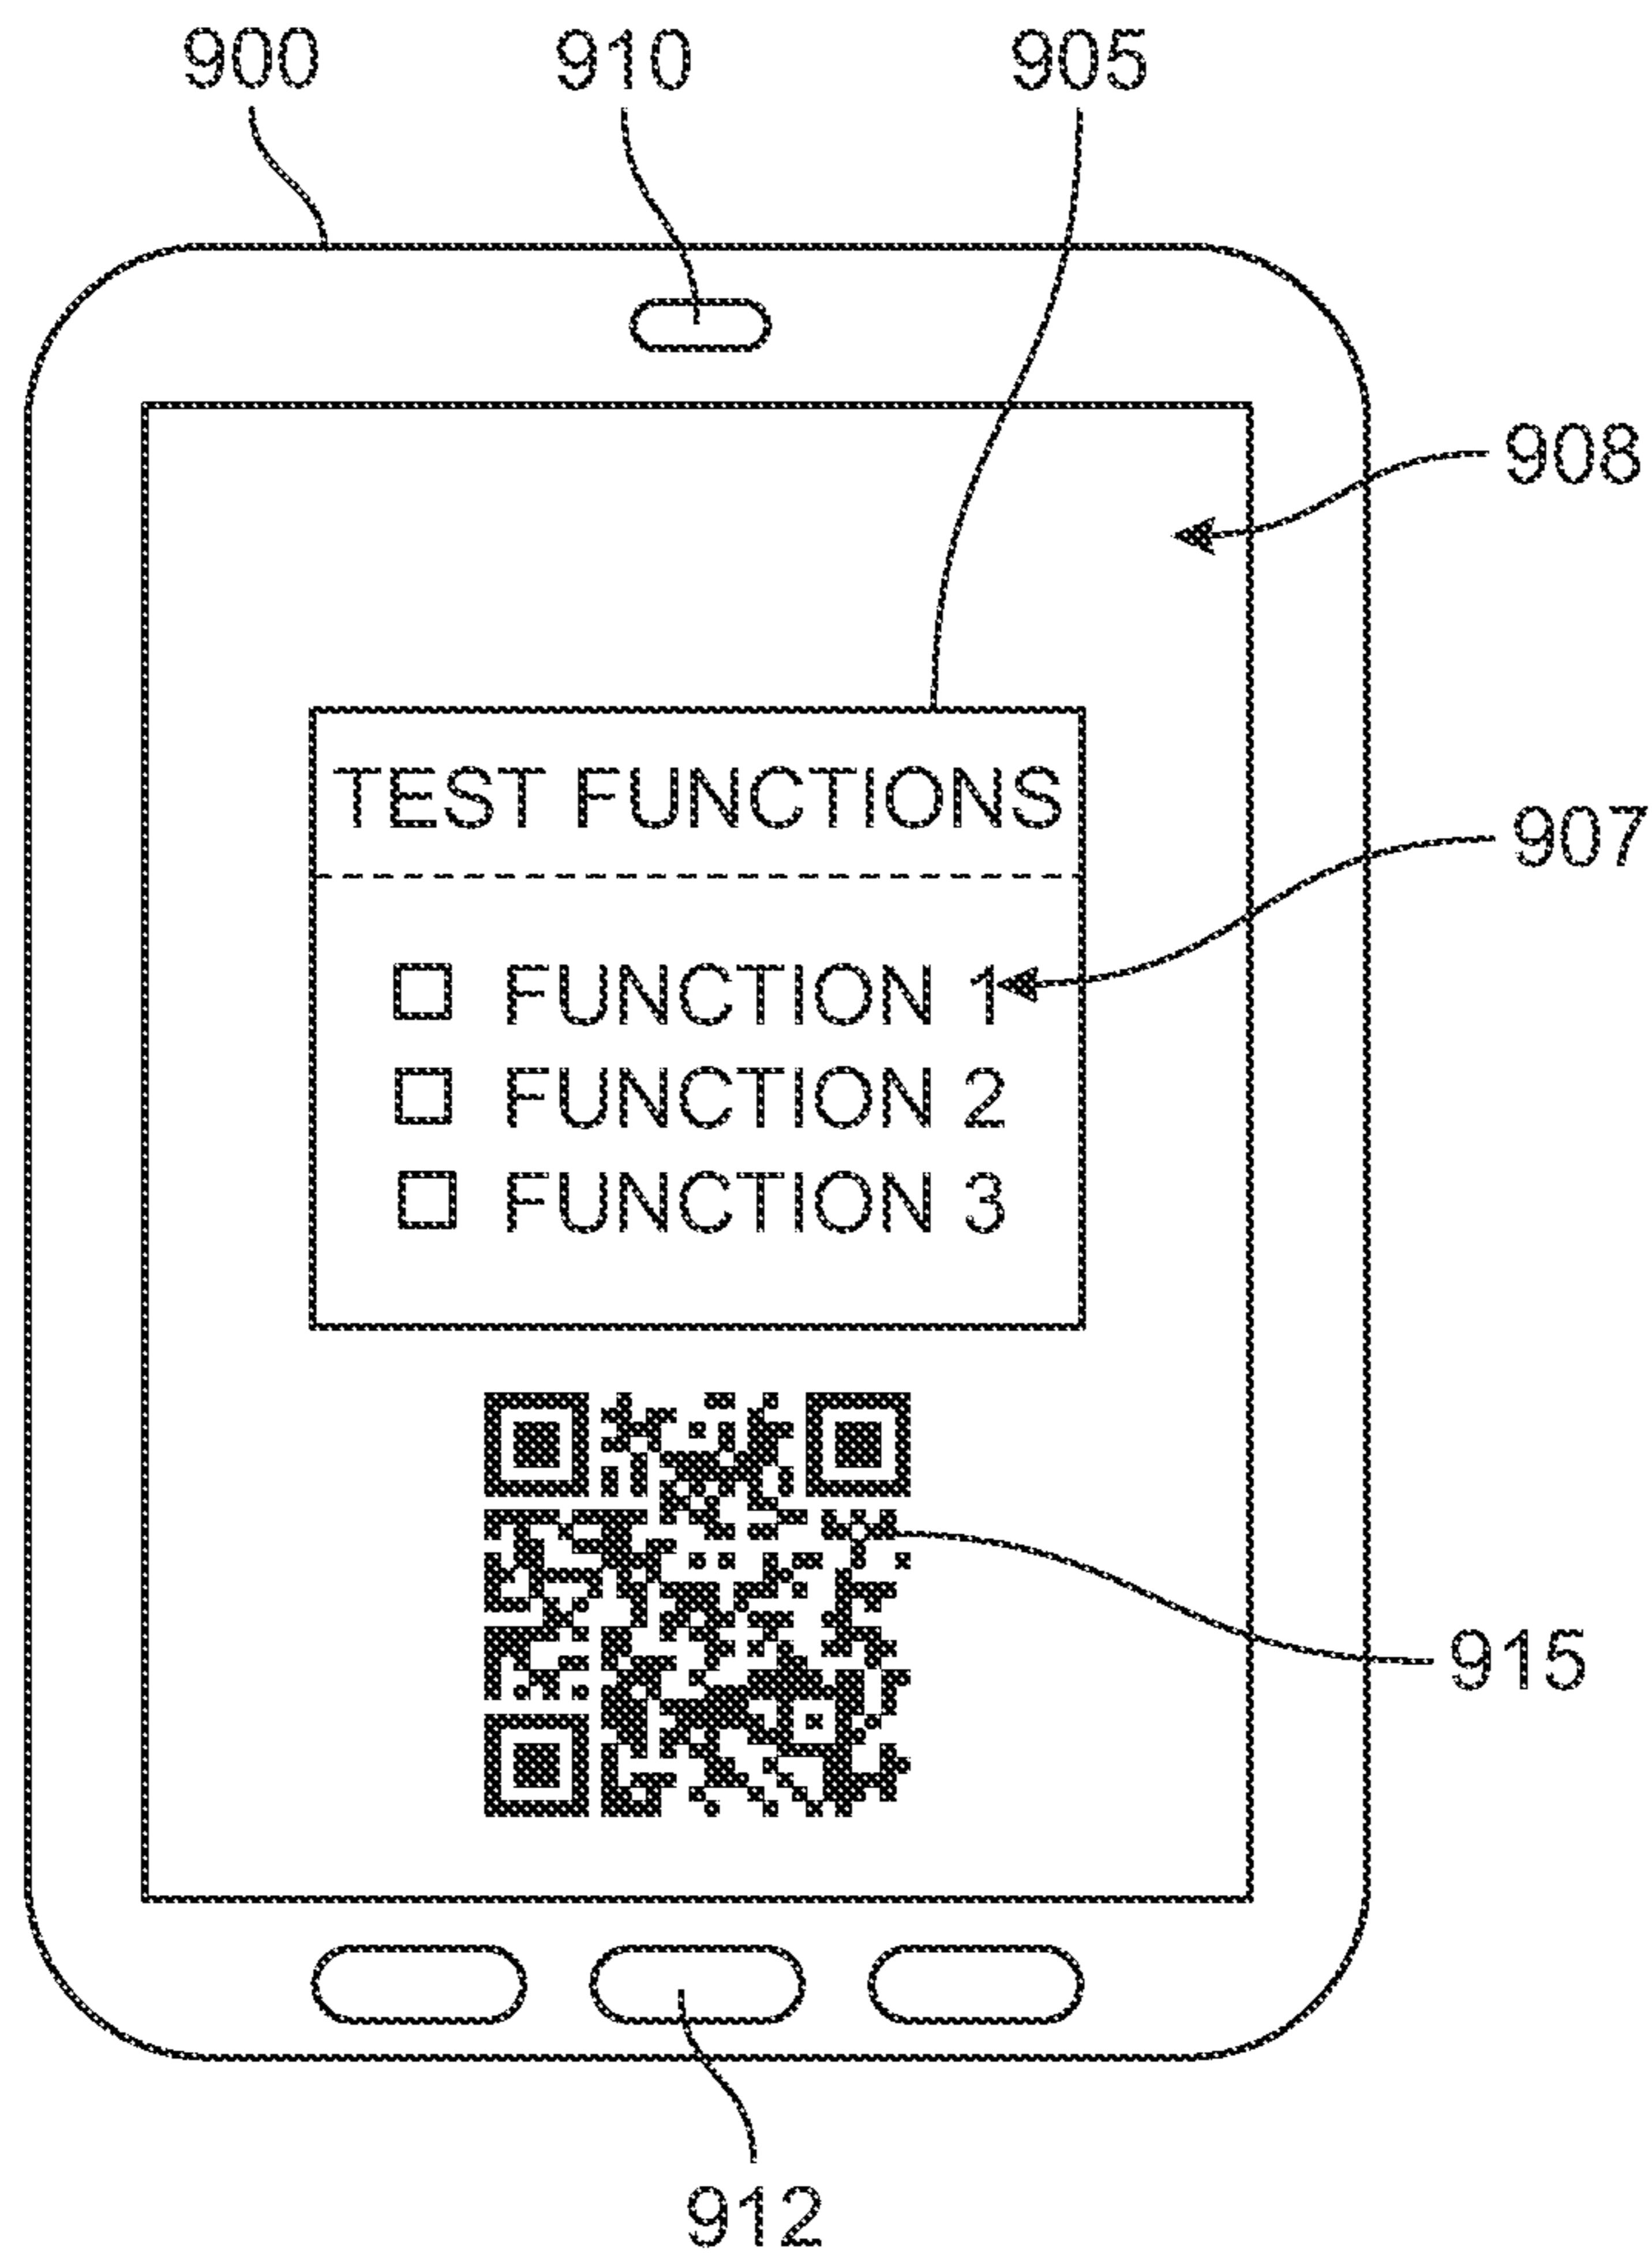 900 910 905
908
TEST FUNCTIONS
907
FUNCTION 1
FUNCTION 2
FUNCTION 3
915
912